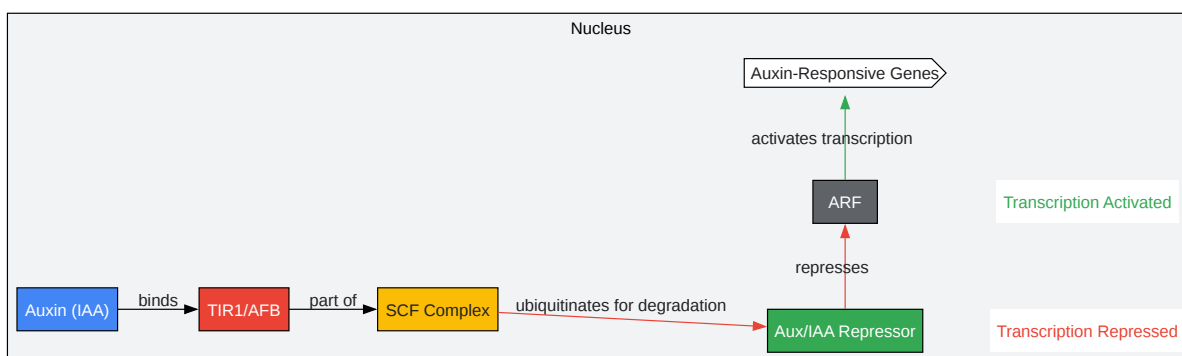 Nucleus
Auxin-Responsive Genes
activates transcription
ARF
Transcription Activated
represses
Auxin (IAA)
binds
TIR1/AFB
part of
SCF Complex
ubiquitinates for degradation
Aux/IAA Repressor
Transcription Repressed